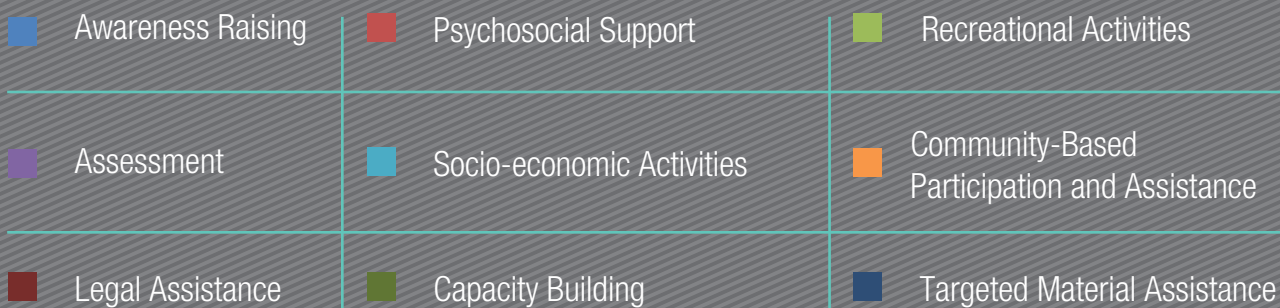 Awareness Raising
Psychosocial Support
Recreational Activities
Assessment
Socio-economic Activities
Community-Based
Participation and Assistance
Legal Assistance
Capacity Building
Targeted Material Assistance